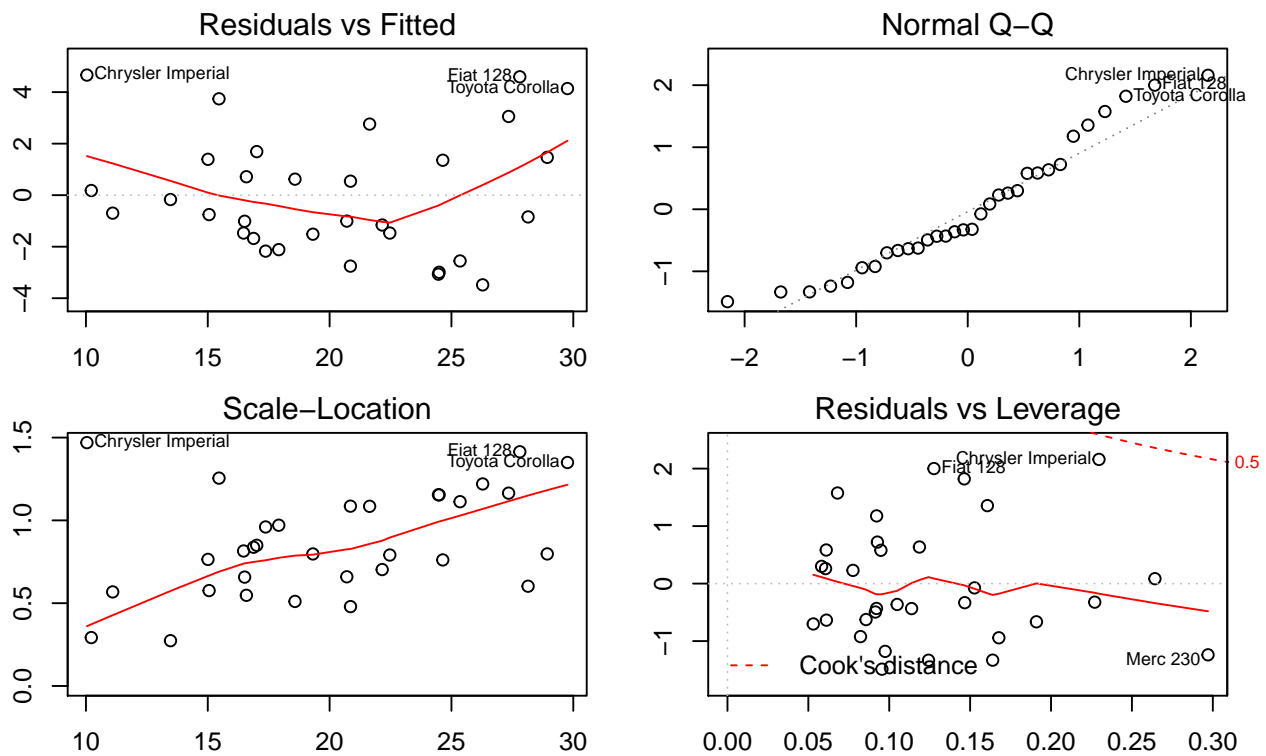 Residuals vs Fitted
4
2
0
−2
−4
Chrysler Imperial
Fiat 128
Toyota Corolla
10 15 20 25 30
Normal Q−Q
2
1
0
−1
Chrysler Imperial
Fiat 128
Toyota Corolla
−2 −1 0 1 2
Scale−Location
1.5
1.0
0.5
0.0
Chrysler Imperial
Fiat 128
Toyota Corolla
10 15 20 25 30
Residuals vs Leverage
2
1
0
−1
Chrysler Imperial
Fiat 128
0.5
Merc 230
Cook's distance
0.00 0.05 0.10 0.15 0.20 0.25 0.30